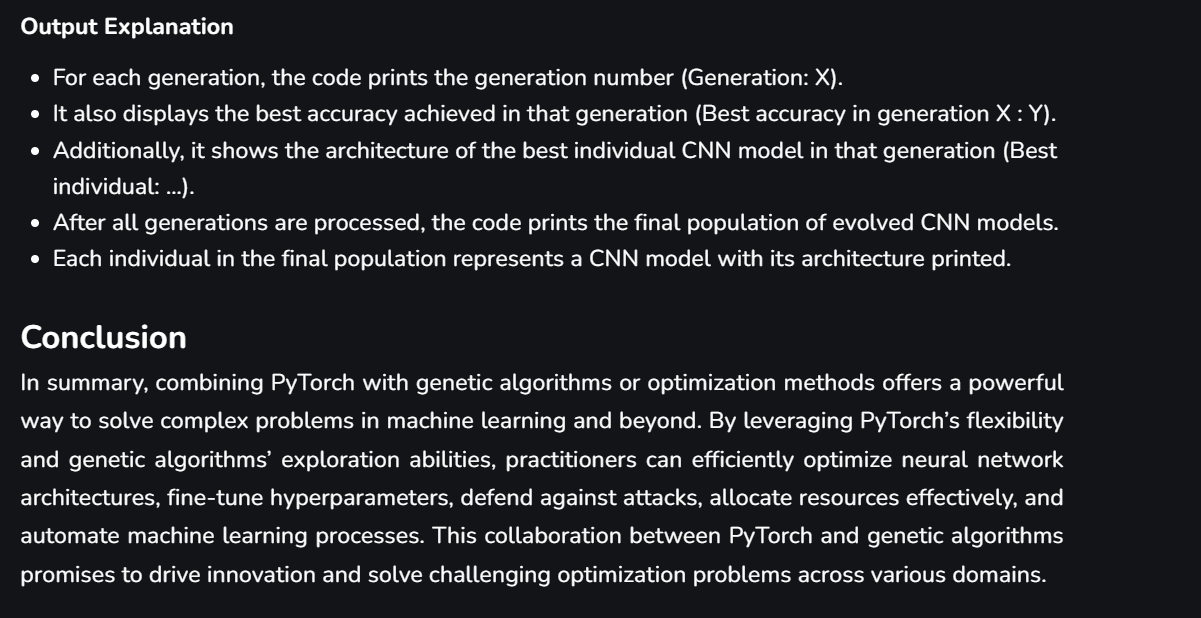 Output Explanation
• For each generation, the code prints the generation number (Generation: X).
• It also displays the best accuracy achieved in that generation (Best accuracy in generation X : Y).
• Additionally, it shows the architecture of the best individual CNN model in that generation (Best
individual: ...).
• After all generations are processed, the code prints the final population of evolved CNN models.
• Each individual in the final population represents a CNN model with its architecture printed.
Conclusion
In summary, combining PyTorch with genetic algorithms or optimization methods offers a powerful
way to solve complex problems in machine learning and beyond. By leveraging PyTorch’s flexibility
and genetic algorithms’ exploration abilities, practitioners can efficiently optimize neural network
architectures, fine-tune hyperparameters, defend against attacks, allocate resources effectively, and
automate machine learning processes. This collaboration between PyTorch and genetic algorithms
promises to drive innovation and solve challenging optimization problems across various domains.